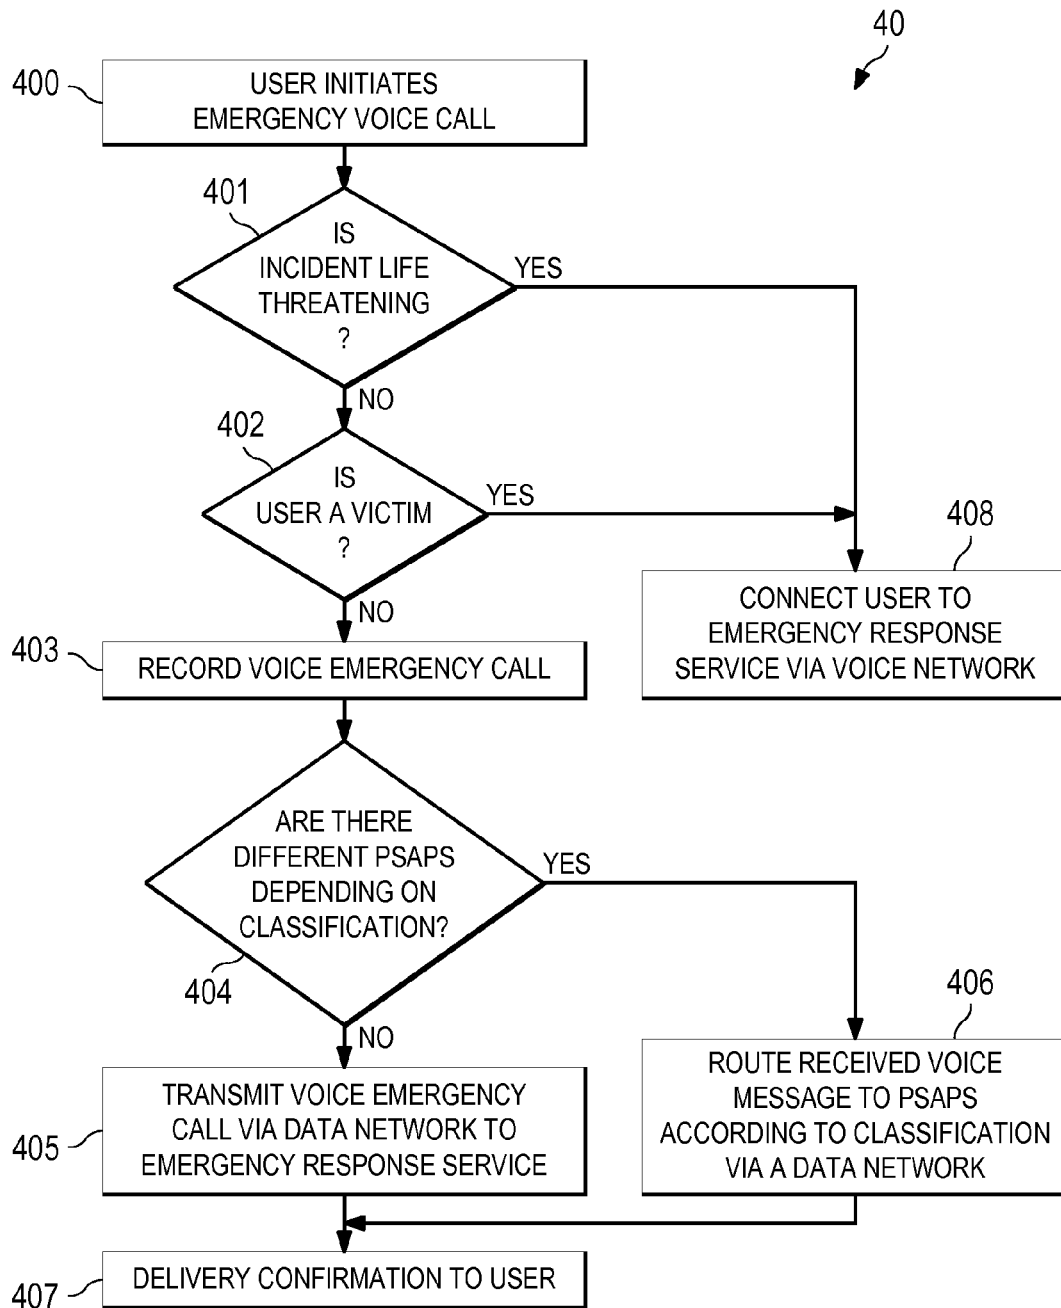 40
400
USER INITIATES
EMERGENCY VOICE CALL
401
IS
INCIDENT LIFE
THREATENING
?
YES
NO
402
IS
USER A VICTIM
?
YES
NO
408
CONNECT USER TO
EMERGENCY RESPONSE
SERVICE VIA VOICE NETWORK
403
RECORD VOICE EMERGENCY CALL
ARE THERE
DIFFERENT PSAPS
DEPENDING ON
CLASSIFICATION?
YES
404
NO
406
ROUTE RECEIVED VOICE
MESSAGE TO PSAPS
ACCORDING TO CLASSIFICATION
VIA A DATA NETWORK
405
TRANSMIT VOICE EMERGENCY
CALL VIA DATA NETWORK TO
EMERGENCY RESPONSE SERVICE
407
DELIVERY CONFIRMATION TO USER